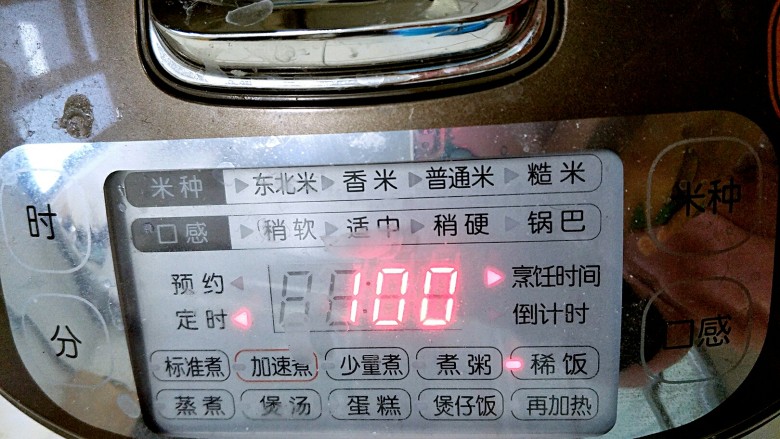 米种 东北米 香米 普通米 糙米
口感 稍软 适中 稍硬 锅巴
时
米种
预约 100 烹饪时间
定时 倒计时
分
口感
标准煮 加速煮 少量煮 煮粥 稀饭
蒸煮 煲汤 蛋糕 煲仔饭 再加热